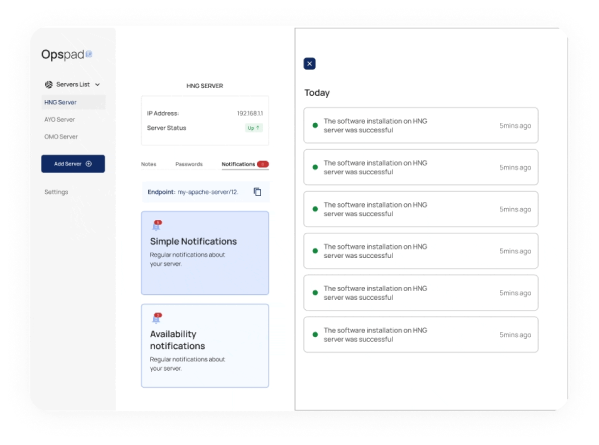 Opspad
Servers List
HNG Server
AYO Server
OMO Server
Add Server
Settings
HNG SERVER
IP Address: 192.168.1.1
Server Status Up
Notes Passwords Notifications
Endpoint: my-apache-server/12.
Simple Notifications
Regular notifications about
your server.
Availability
notifications
Regular notifications about
your server.
Today
The software installation on HNG
server was successful
5mins ago
The software installation on HNG
server was successful
5mins ago
The software installation on HNG
server was successful
5mins ago
The software installation on HNG
server was successful
5mins ago
The software installation on HNG
server was successful
5mins ago
The software installation on HNG
server was successful
5mins ago